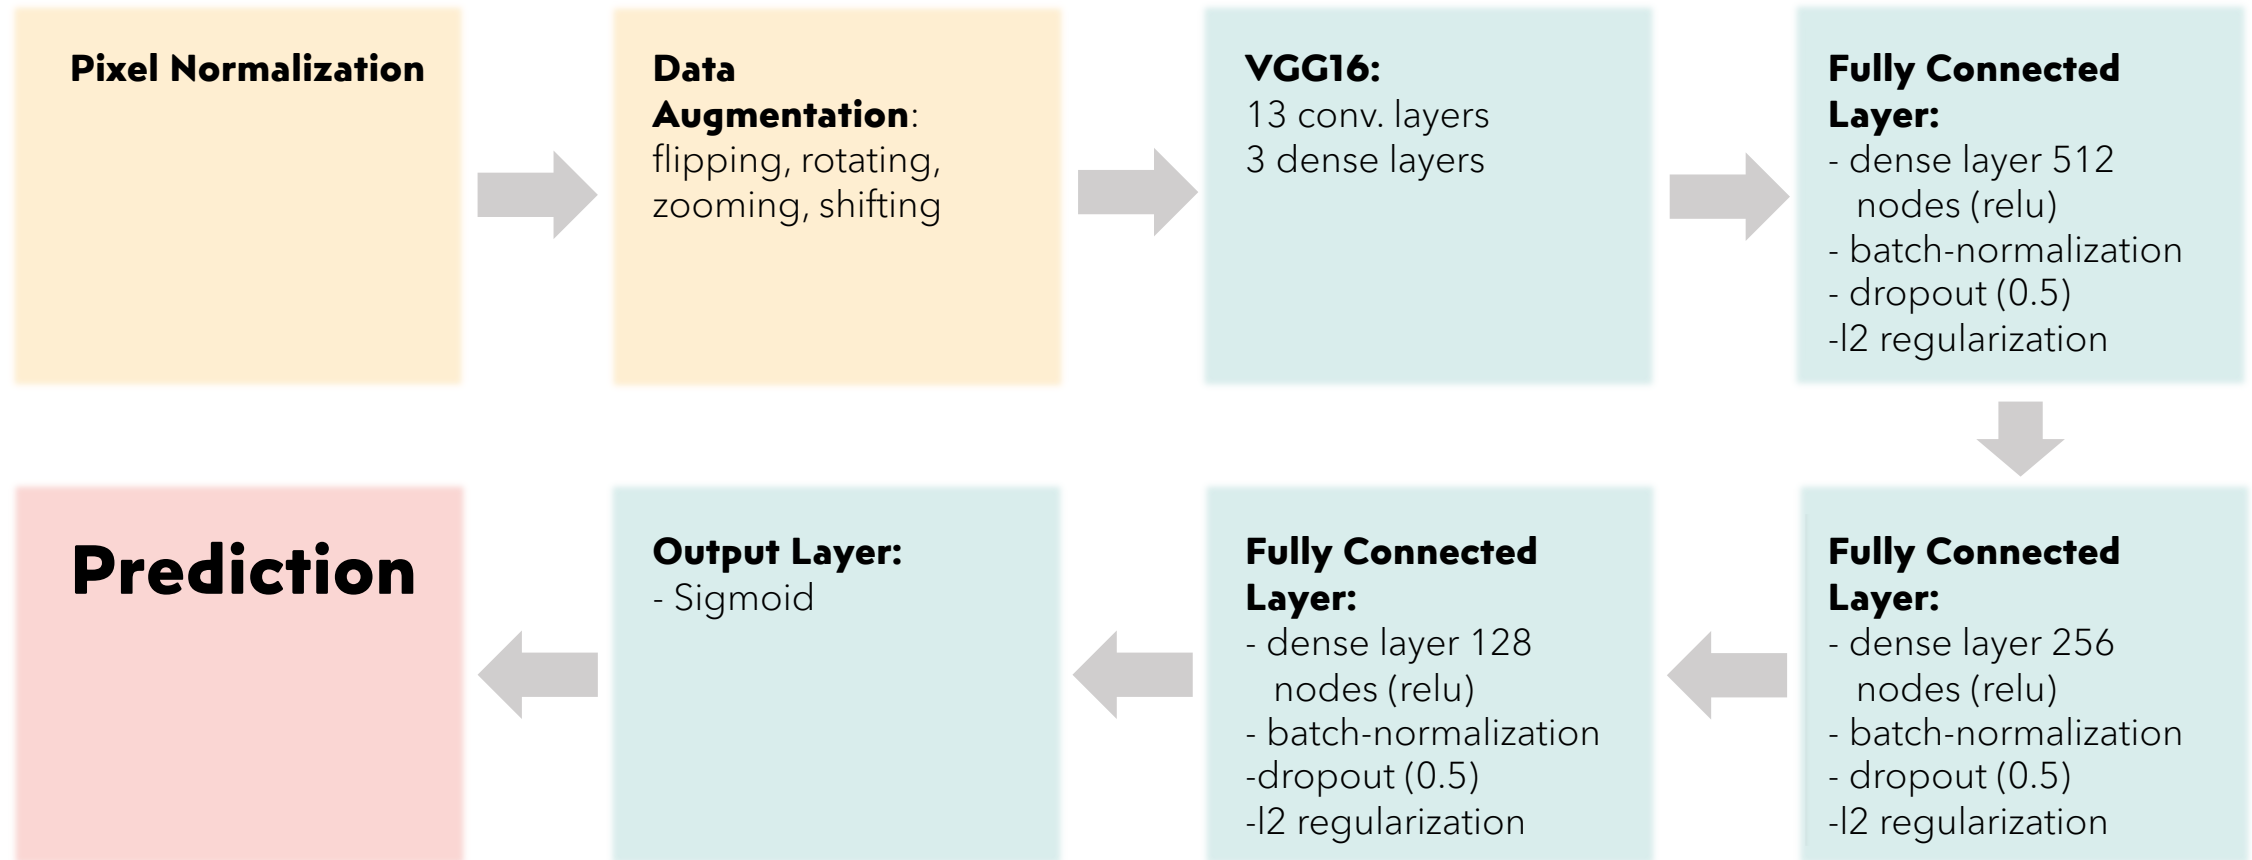 Pixel Normalization
Data
Augmentation:
flipping, rotating,
zooming, shifting
VGG16:
13 conv. layers
3 dense layers
Fully Connected
Layer:
- dense layer 512
nodes (relu)
- batch-normalization
- dropout (0.5)
-l2 regularization
Fully Connected
Layer:
- dense layer 256
nodes (relu)
- batch-normalization
- dropout (0.5)
-l2 regularization
Fully Connected
Layer:
- dense layer 128
nodes (relu)
- batch-normalization
-dropout (0.5)
-l2 regularization
Output Layer:
- Sigmoid
Prediction